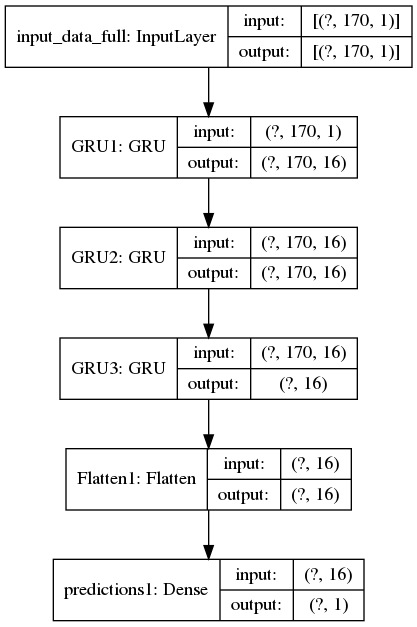 input_data_full: InputLayer
input: [(?, 170, 1)]
output: [(?, 170, 1)]
GRU1: GRU
input: (?, 170, 1)
output: (?, 170, 16)
GRU2: GRU
input: (?, 170, 16)
output: (?, 170, 16)
GRU3: GRU
input: (?, 170, 16)
output: (?, 16)
Flatten1: Flatten
input: (?, 16)
output: (?, 16)
predictions1: Dense
input: (?, 16)
output: (?, 1)